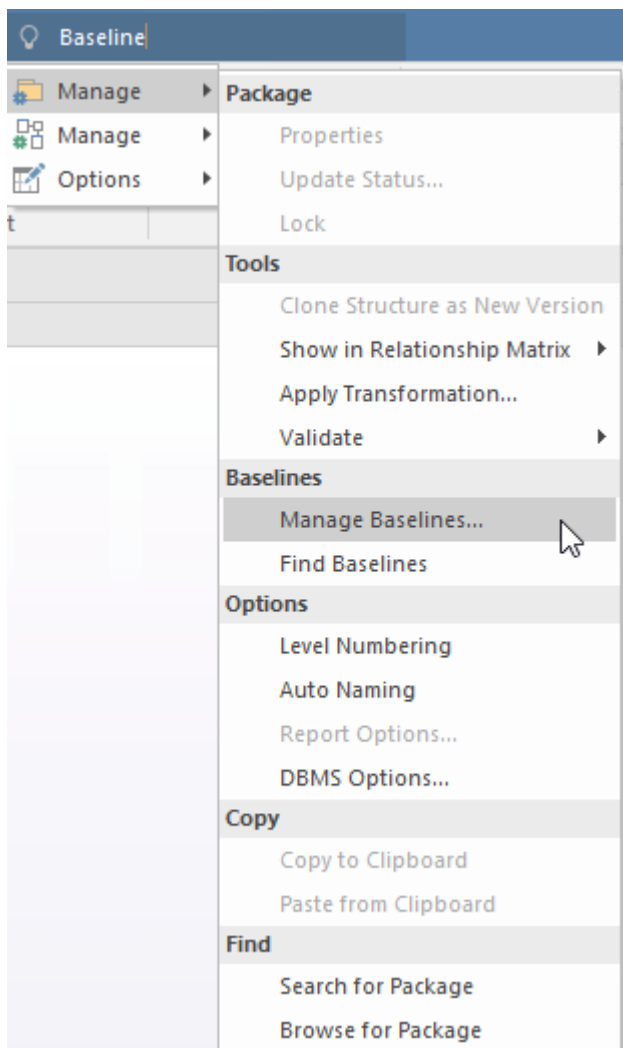 Baseline
Manage
Manage
Options
t
Package
Properties
Update Status...
Lock
Tools
Clone Structure as New Version
Show in Relationship Matrix
Apply Transformation...
Validate
Baselines
Manage Baselines...
Find Baselines
Options
Level Numbering
Auto Naming
Report Options...
DBMS Options...
Copy
Copy to Clipboard
Paste from Clipboard
Find
Search for Package
Browse for Package